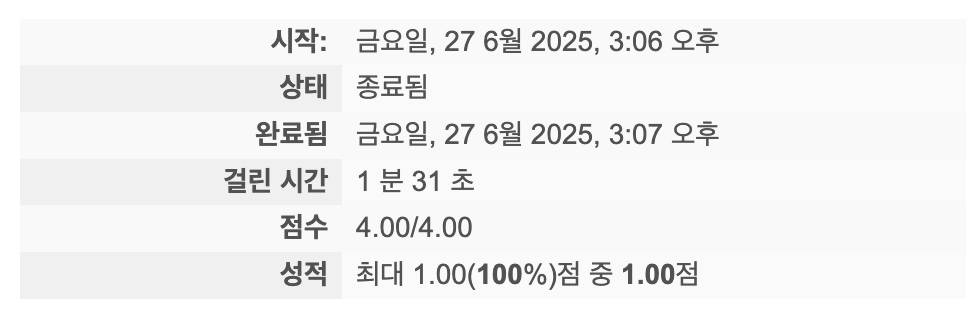 시작: 금요일, 27 6월 2025, 3:06 오후
상태 종료됨
완료됨 금요일, 27 6월 2025, 3:07 오후
걸린 시간 1 분 31 초
점수 4.00/4.00
성적 최대 1.00(100%)점 중 1.00점